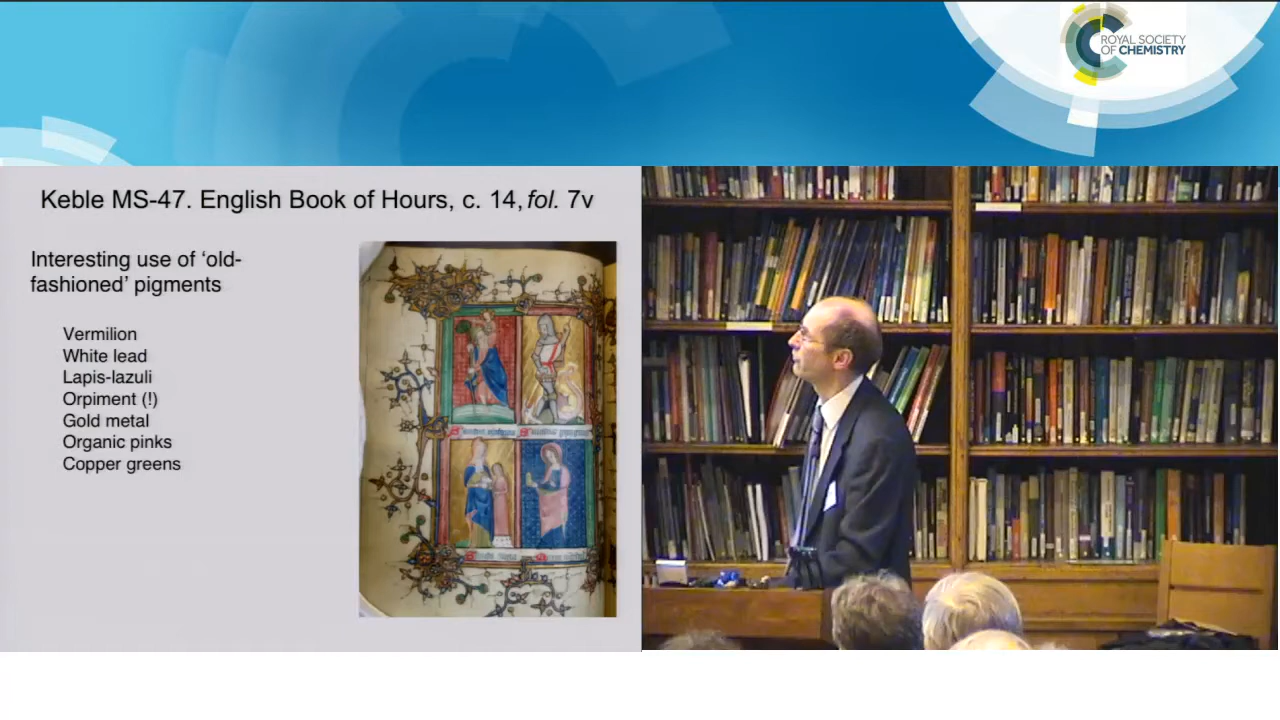 ROYAL SOCIETY
OF CHEMISTRY
Keble MS-47. English Book of Hours, c. 14, fol. 7v
Interesting use of ‘old-
fashioned’ pigments
Vermilion
White lead
Lapis-lazuli
Orpiment (!)
Gold metal
Organic pinks
Copper greens